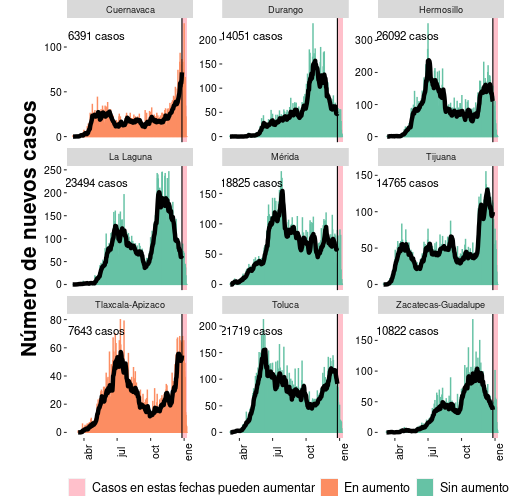 Número de nuevos casos
Cuernavaca
Durango
Hermosillo
6391 casos
14051 casos
26092 casos
100
50
0
200
150
100
50
0
300
200
100
0
La Laguna
Mérida
Tijuana
23494 casos
18825 casos
14765 casos
250
200
150
100
50
0
150
100
50
0
150
100
50
0
Tlaxcala-Apizaco
Toluca
Zacatecas-Guadalupe
7643 casos
21719 casos
10822 casos
80
60
40
20
0
200
150
100
50
0
150
100
50
0
abr
jul
oct
ene
abr
jul
oct
ene
abr
jul
oct
ene
Casos en estas fechas pueden aumentar
En aumento
Sin aumento